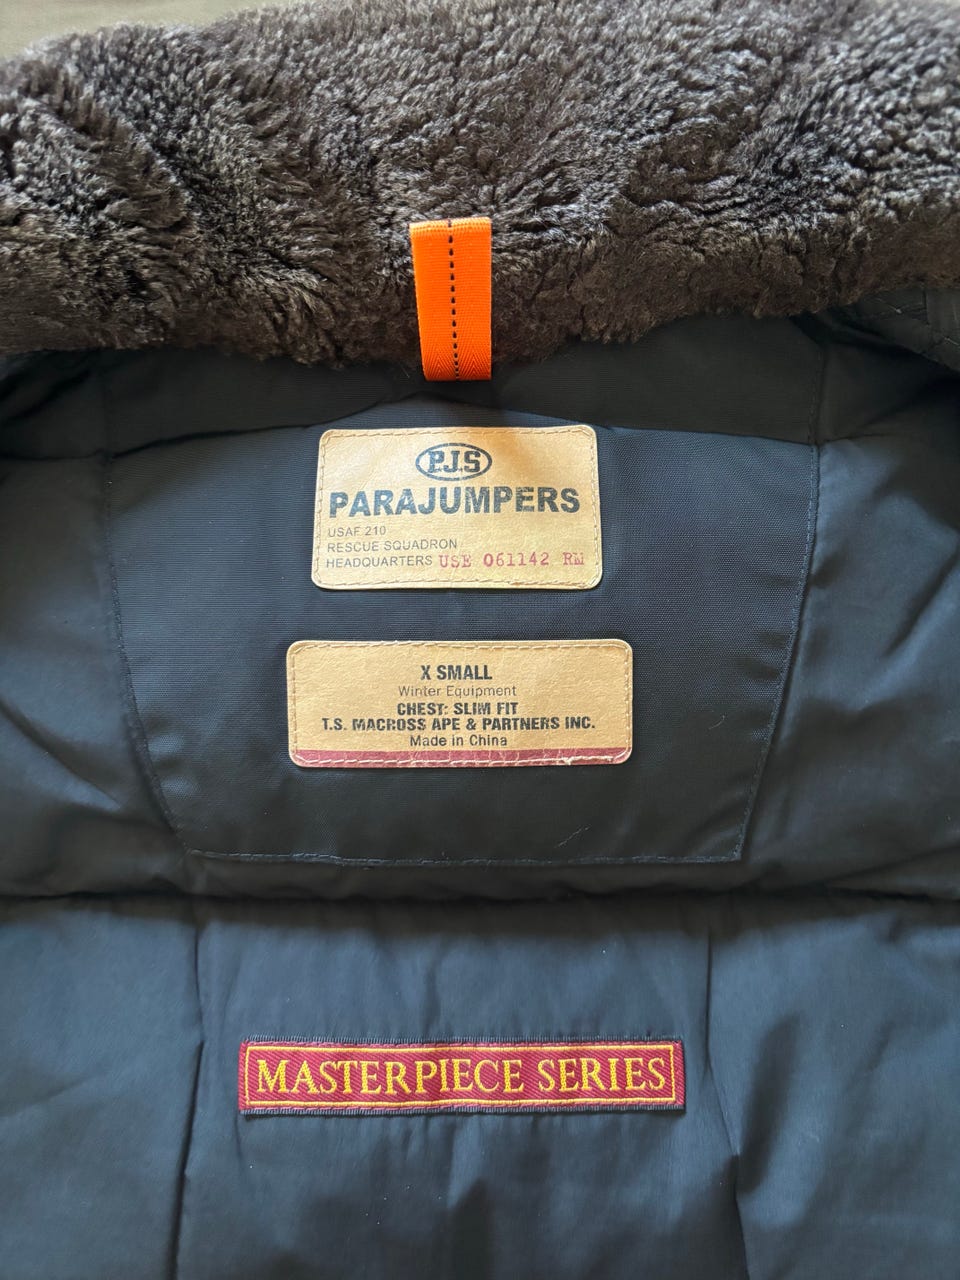 P.J.S
PARAJUMPERS
USAF 210
RESCUE SQUADRON
HEADQUARTERS USE 061142 RM
X SMALL
Winter Equipment
CHEST: SLIM FIT
T.S. MACROSS APE & PARTNERS INC.
Made in China
MASTERPIECE SERIES